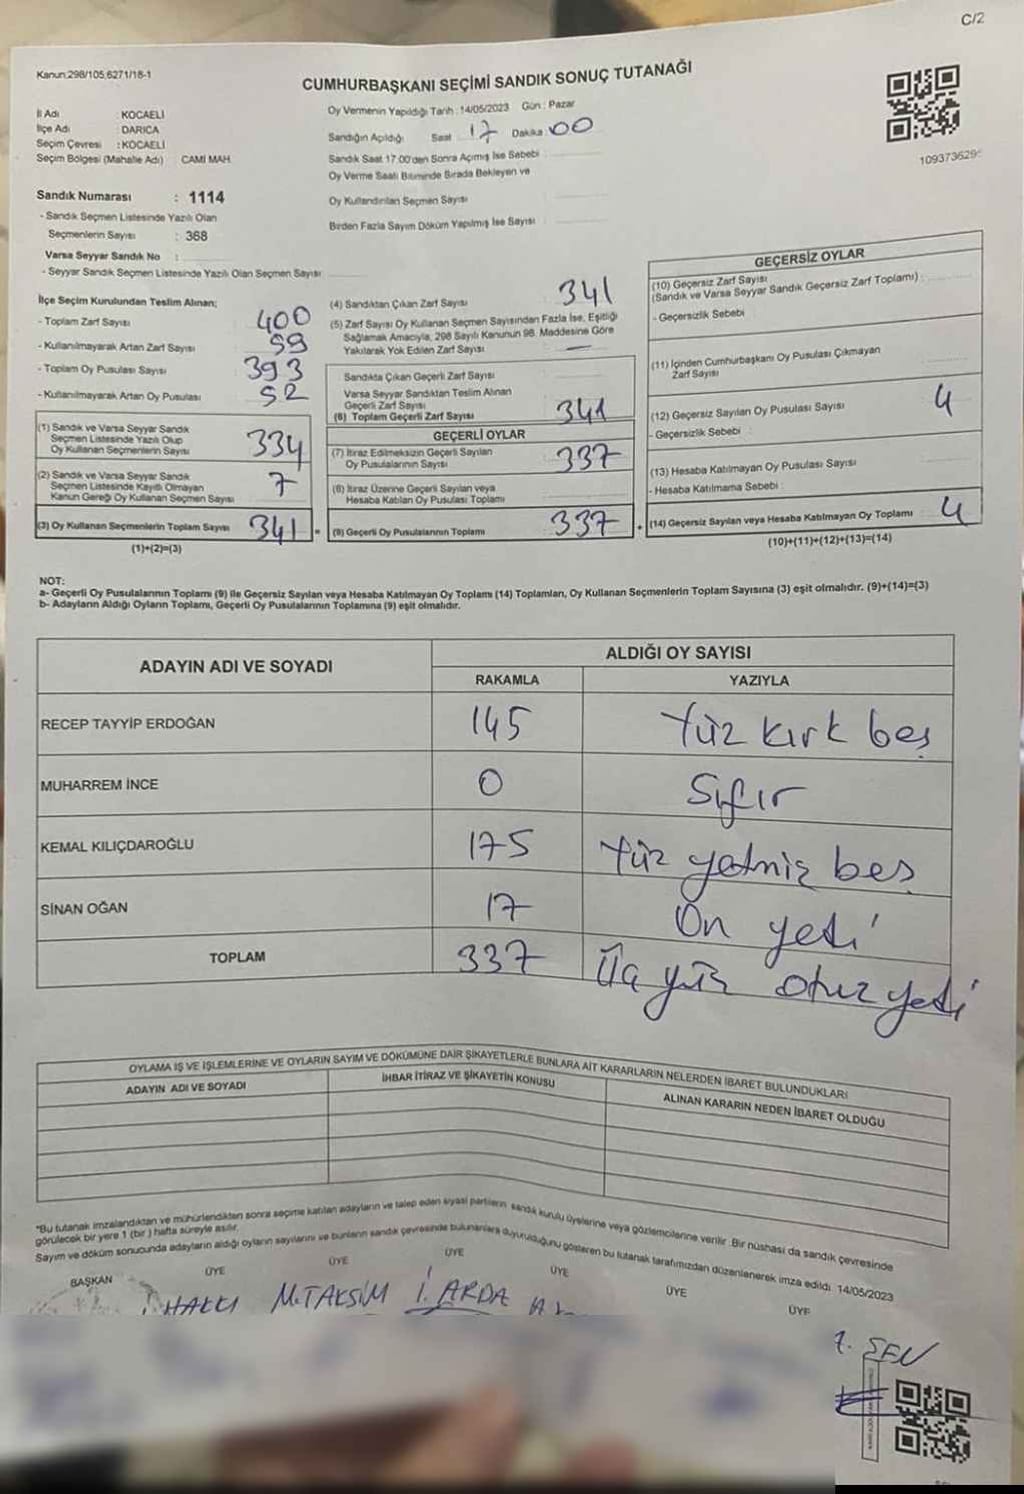 C/2
Kanun:298/105,6271/18-1
CUMHURBAŞKANI SEÇİMİ SANDIK SONUÇ TUTANAĞI
İl Adı : KOCAELİ
İlçe Adı : DARICA
Seçim Çevresi : KOCAELİ
Seçim Bölgesi (Mahalle Adı) CAMİ MAH.
Sandık Numarası : 1114
- Sandık Seçmen Listesinde Yazılı Olan
Seçmenlerin Sayısı : 368
Varsa Seyyar Sandık No :
- Seyyar Sandık Seçmen Listesinde Yazılı Olan Seçmen Sayısı
Oy Vermenin Yapıldığı Tarih :14/05/2023 Gün : Pazar
Sandığın Açıldığı Saat 17 Dakika : 00
Sandık Saat 17.00'den Sonra Açımış İse Sebebi :
Oy Verme Saati Bitiminde Sırada Bekleyen ve
Oy Kullandırılan Seçmen Sayısı
Birden Fazla Sayım Döküm Yapılmış İse Sayısı
109373629
İlçe Seçim Kurulundan Teslim Alınan;
- Toplam Zarf Sayısı 400
- Kullanılmayarak Artan Zarf Sayısı 59
- Toplam Oy Pusulası Sayısı 393
- Kullanılmayarak Artan Oy Pusulası 52
(1) Sandık ve Varsa Seyyar Sandık
Seçmen Listesinde Yazılı Olup
Oy Kullanan Seçmenlerin Sayısı 334
(2) Sandık ve Varsa Seyyar Sandık
Seçmen Listesinde Kayıtlı Olmayan
Kanun Gereği Oy Kullanan Seçmen Sayısı 7
(3) Oy Kullanan Seçmenlerin Toplam Sayısı 341 =
(1)+(2)=(3)
(4) Sandıktan Çıkan Zarf Sayısı 341
(5) Zarf Sayısı Oy Kullanan Seçmen Sayısından Fazla İse, Eşitliği
Sağlamak Amacıyla, 298 Sayılı Kanunun 98. Maddesine Göre
Yakılarak Yok Edilen Zarf Sayısı —
Sandıkta Çıkan Geçerli Zarf Sayısı
Varsa Seyyar Sandıktan Teslim Alınan
Geçerli Zarf Sayısı
(6) Toplam Geçerli Zarf Sayısı 341
GEÇERLİ OYLAR
(7) İtiraz Edilmeksizin Geçerli Sayılan
Oy Pusulalarının Sayısı 337
(8) İtiraz Üzerine Geçerli Sayılan veya
Hesaba Katılan Oy Pusulası Toplamı
(9) Geçerli Oy Pusulalarının Toplamı 337 +
GEÇERSİZ OYLAR
(10) Geçersiz Zarf Sayısı
(Sandık ve Varsa Seyyar Sandık Geçersiz Zarf Toplamı) :
- Geçersizlik Sebebi
(11) İçinden Cumhurbaşkanı Oy Pusulası Çıkmayan
Zarf Sayısı
(12) Geçersiz Sayılan Oy Pusulası Sayısı 4
- Geçersizlik Sebebi :
(13) Hesaba Katılmayan Oy Pusulası Sayısı
- Hesaba Katılmama Sebebi :
(14) Geçersiz Sayılan veya Hesaba Katılmayan Oy Toplamı : 4
(10)+(11)+(12)+(13)=(14)
NOT:
a- Geçerli Oy Pusulalarının Toplamı (9) ile Geçersiz Sayılan veya Hesaba Katılmayan Oy Toplamı (14) Toplamları, Oy Kullanan Seçmenlerin Toplam Sayısına (3) eşit olmalıdır. (9)+(14)=(3)
b- Adayların Aldığı Oyların Toplamı, Geçerli Oy Pusulalarının Toplamına (9) eşit olmalıdır.
ADAYIN ADI VE SOYADI
ALDIĞI OY SAYISI
RAKAMLA YAZIYLA
RECEP TAYYİP ERDOĞAN 145 Yüz kırk beş
MUHARREM İNCE 0 Sıfır
KEMAL KILIÇDAROĞLU 175 Yüz yetmiş beş
SİNAN OĞAN 17 On yedi
TOPLAM 337 Üç yüz otuz yedi
OYLAMA İŞ VE İŞLEMLERİNE VE OYLARIN SAYIM VE DÖKÜMÜNE DAİR ŞİKAYETLERLE BUNLARA AİT KARARLARIN NELERDEN İBARET BULUNDUKLARI
ADAYIN ADI VE SOYADI
İHBAR İTİRAZ VE ŞİKAYETİN KONUSU
ALINAN KARARIN NEDEN İBARET OLDUĞU
"Bu tutanak imzalandıktan ve mühürlendikten sonra seçime katılan adayların ve talep eden siyasi partilerin sandık kurulu üyelerine veya gözlemcilerine verilir. Bir nüshası da sandık çevresinde
görülecek bir yere 1 (bir) hafta süreyle asılır.
Sayım ve döküm sonucunda adayların aldığı oyların sayılarını ve bunların sandık çevresinde bulunanlara duyurulduğunu gösteren bu tutanak tarafımızdan düzenlenerek imza edildi. 14/05/2023
BAŞKAN ÜYE ÜYE ÜYE ÜYE ÜYE ÜYE
HAKKI M.TAKSİM İ. ARDA
ŞEN